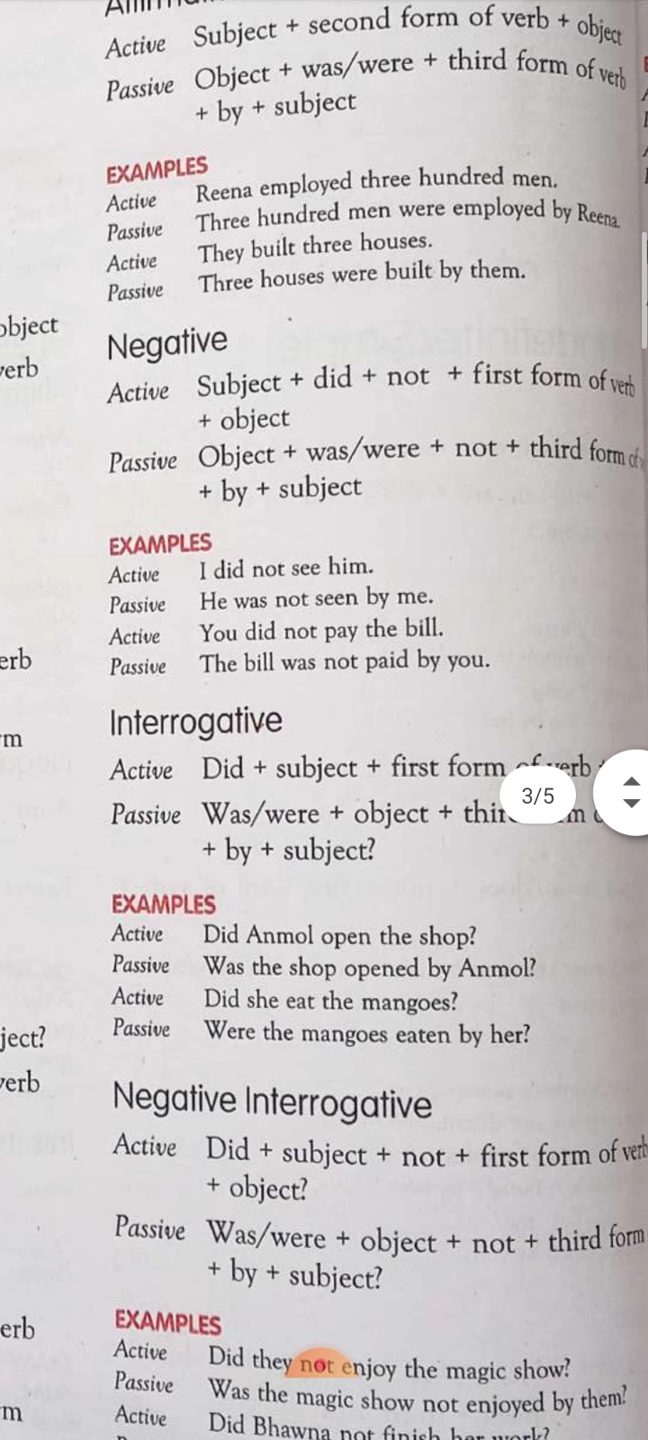 Active Subject + second form of verb + object
Passive Object + was/were + third form of verb
+ by + subject
EXAMPLES
Active Reena employed three hundred men.
Passive Three hundred men were employed by Reena.
Active They built three houses.
Passive Three houses were built by them.
object
verb
Negative
Active Subject + did + not + first form of verb
+ object
Passive Object + was/were + not + third form of
+ by + subject
EXAMPLES
Active I did not see him.
Passive He was not seen by me.
Active You did not pay the bill.
Passive The bill was not paid by you.
erb
rm
Interrogative
Active Did + subject + first form of verb
3/5
Passive Was/were + object +
+ by + subject?
EXAMPLES
Active Did Anmol open the shop?
Passive Was the shop opened by Anmol?
Active Did she eat the mangoes?
Passive Were the mangoes eaten by her?
ject?
verb
Negative Interrogative
Active Did + subject + not + first form of verb
+ object?
Passive Was/were + object + not + third form
+ by + subject?
EXAMPLES
erb
Active Did they not enjoy the magic show?
Passive Was the magic show not enjoyed by them?
m
Active Did Bhawna not finish her work?